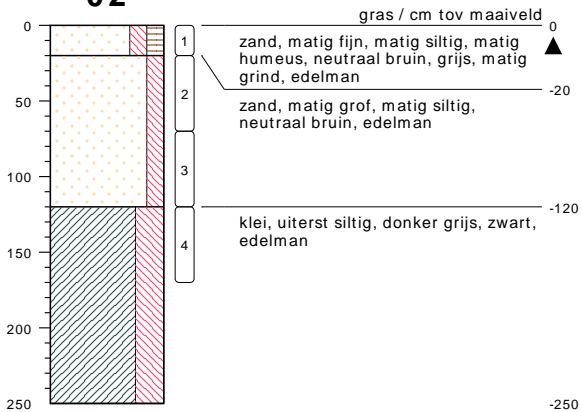 gras / cm tov maaiveld
0
0
1
zand, matig fijn, matig siltig, matig
humeus, neutraal bruin, grijs, matig
grind, edelman
-20
50
2
zand, matig grof, matig siltig,
neutraal bruin, edelman
100
3
-120
150
4
klei, uiterst siltig, donker grijs, zwart,
edelman
200
250
-250